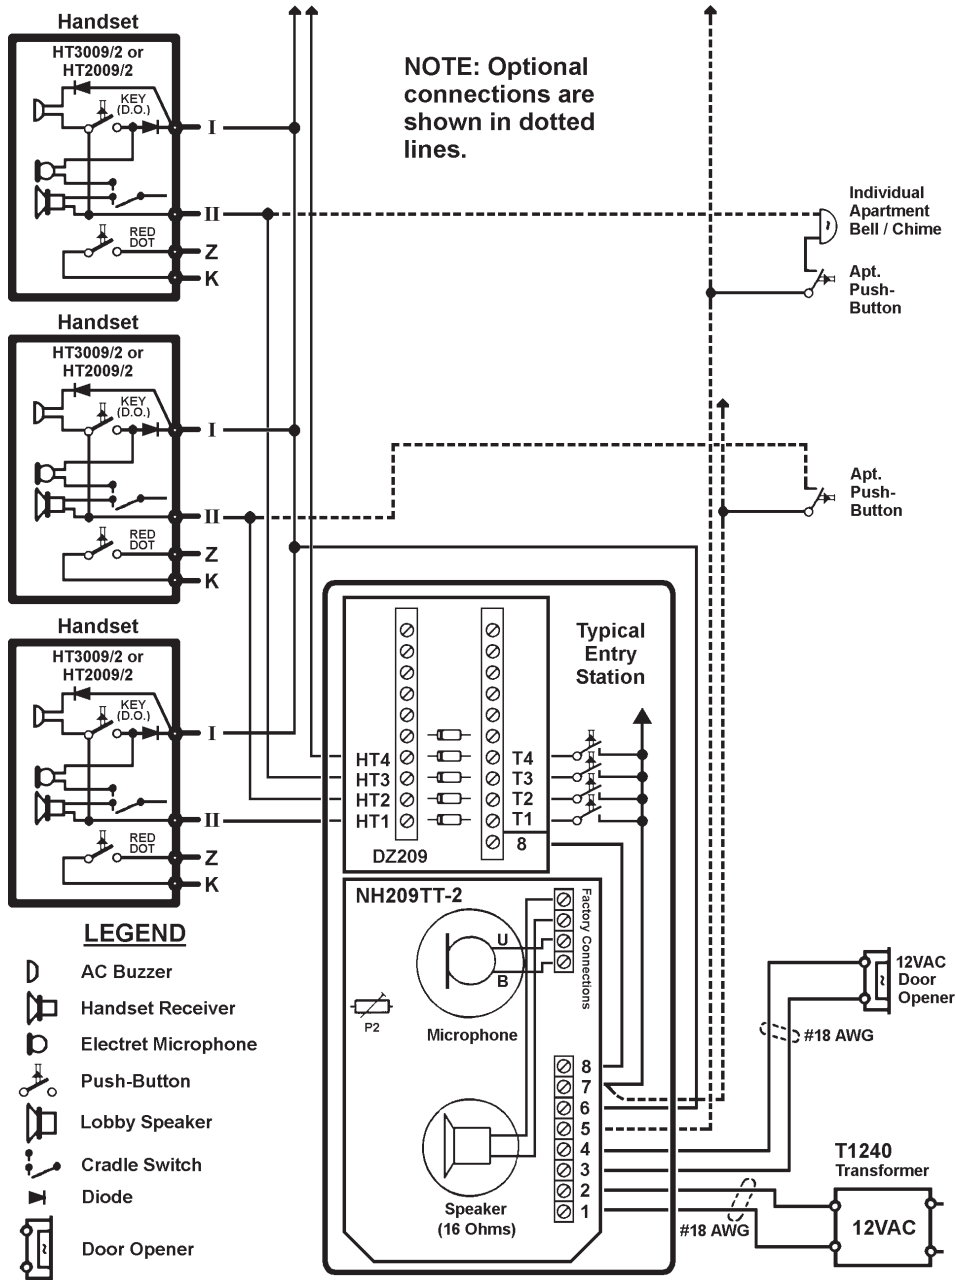 Handset
HT3009/2 or
HT2009/2
KEY
(D.O.)
I
II
RED
DOT
Z
K
NOTE: Optional
connections are
shown in dotted
lines.
Individual
Apartment
Bell / Chime
~
Apt.
Push-
Button
Handset
HT3009/2 or
HT2009/2
KEY
(D.O.)
I
II
RED
DOT
Z
K
Apt.
Push-
Button
Handset
HT3009/2 or
HT2009/2
KEY
(D.O.)
I
II
RED
DOT
Z
K
Typical
Entry
Station
HT4
HT3
HT2
HT1
T4
T3
T2
T1
8
DZ209
NH209TT-2
Factory Connections
U
B
Microphone
P2
8
7
6
5
4
3
2
1
Speaker
(16 Ohms)
~
12VAC
Door
Opener
#18 AWG
#18 AWG
T1240
Transformer
12VAC
LEGEND
AC Buzzer
Handset Receiver
Electret Microphone
Push-Button
Lobby Speaker
Cradle Switch
Diode
~
Door Opener